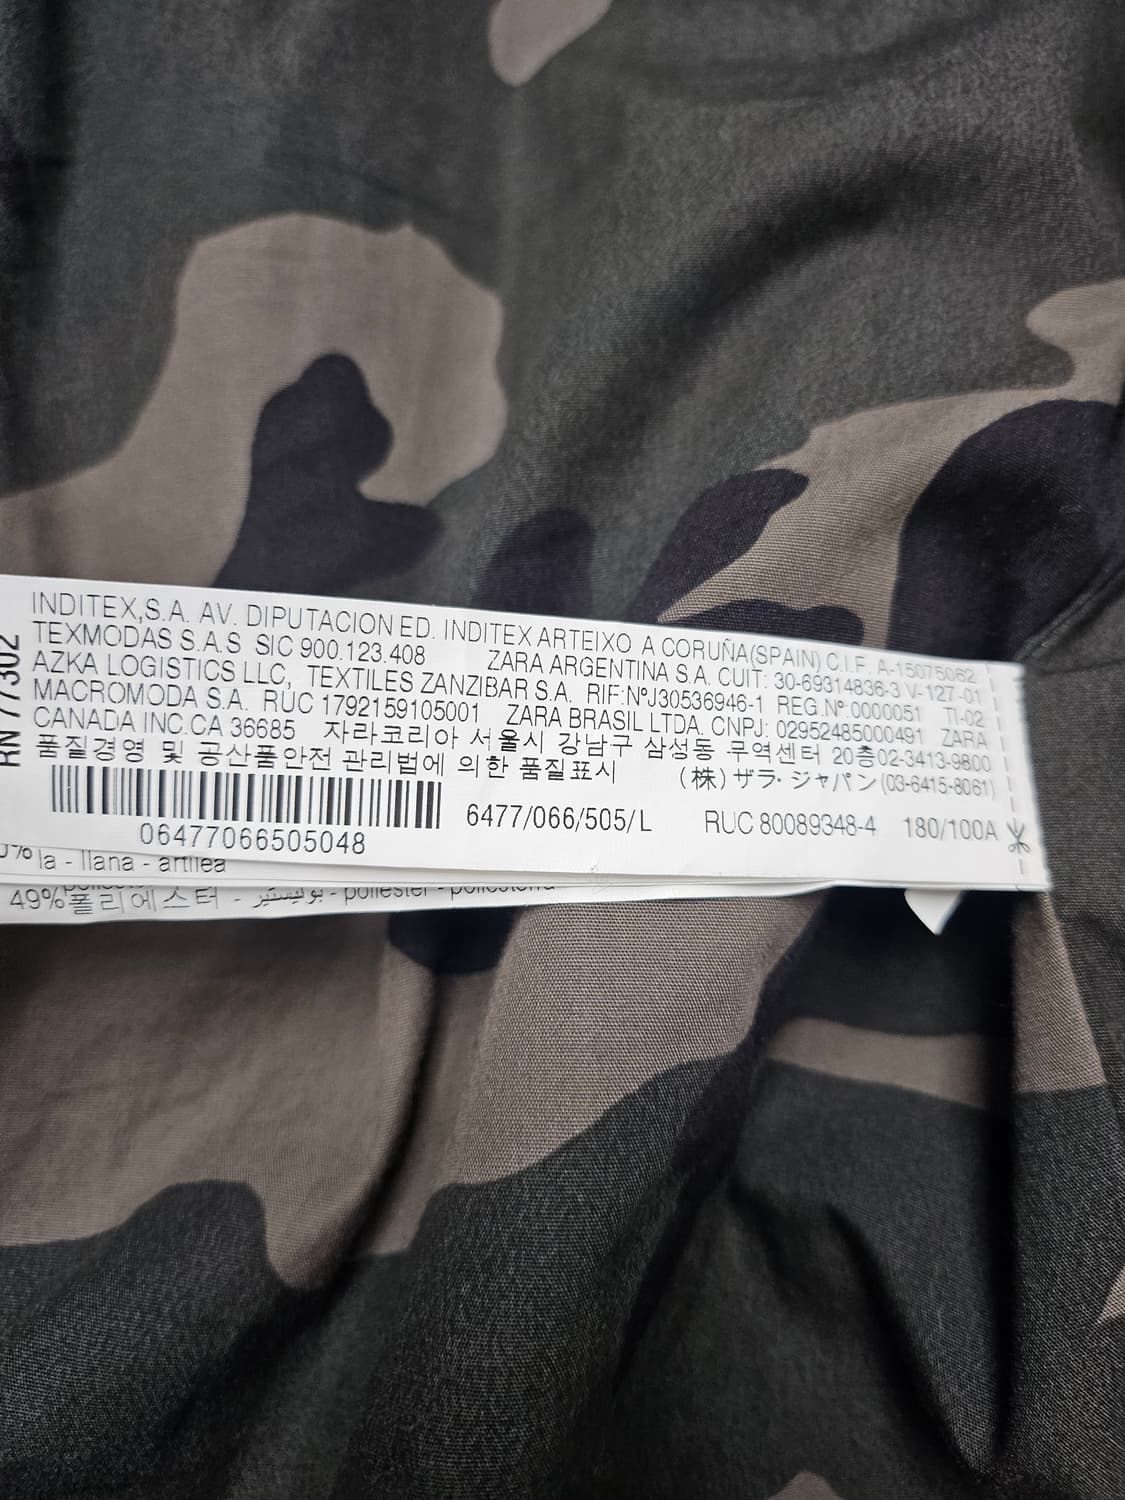 INDITEX,S.A. AV. DIPUTACION ED. INDITEX ARTEIXO A CORUÑA(SPAIN) C.I.F. A-15075062
TEXMODAS S.A.S SIC 900.123.408 ZARA ARGENTINA S.A. CUIT: 30-69314836-3 V-127-01
AZKA LOGISTICS LLC, TEXTILES ZANZIBAR S.A. RIF:NºJ30536946-1 REG.Nº:0000051 TI-02
MACROMODA S.A. RUC 1792159105001 ZARA BRASIL LTDA. CNPJ: 02952485000491 ZARA
CANADA INC.CA 36685 자라코리아 서울시 강남구 삼성동 무역센터 20층02-3413-9800
품질경영 및 공산품안전 관리법에 의한 품질표시 (株)ザラ・ジャパン(03-6415-8061)
6477/066/505/L RUC 80089348-4 180/100A
06477066505048
RN 77302
la - llana - artilea
49%폴리에스터 - بوليستير - poliester -